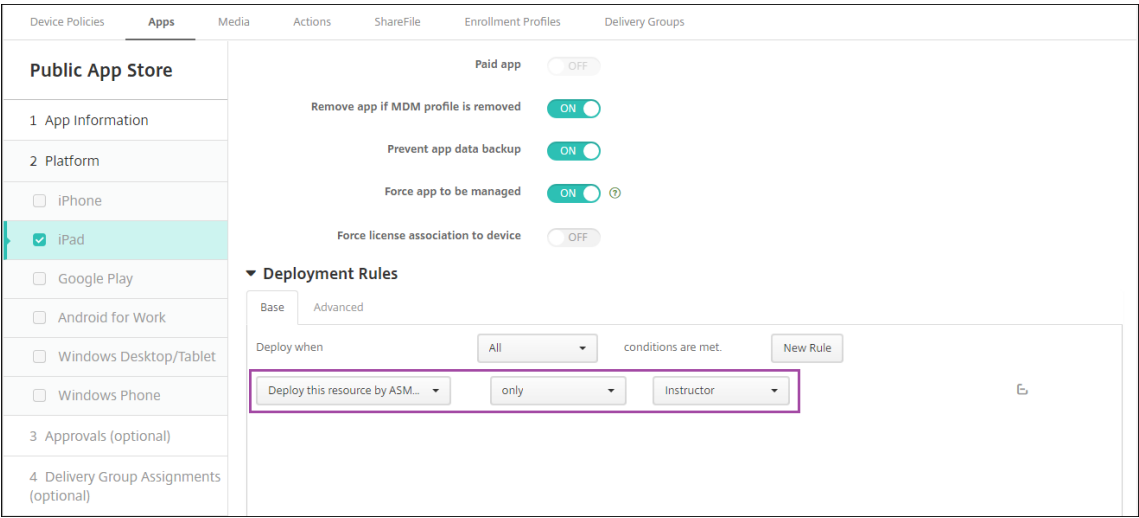 Device Policies Apps Media Actions ShareFile Enrollment Profiles Delivery Groups
Public App Store
1 App Information
2 Platform
iPhone
iPad
Google Play
Android for Work
Windows Desktop/Tablet
Windows Phone
3 Approvals (optional)
4 Delivery Group Assignments
(optional)
Paid app OFF
Remove app if MDM profile is removed ON
Prevent app data backup ON
Force app to be managed ON ?
Force license association to device OFF
Deployment Rules
Base Advanced
Deploy when All conditions are met. New Rule
Deploy this resource by ASM... only Instructor